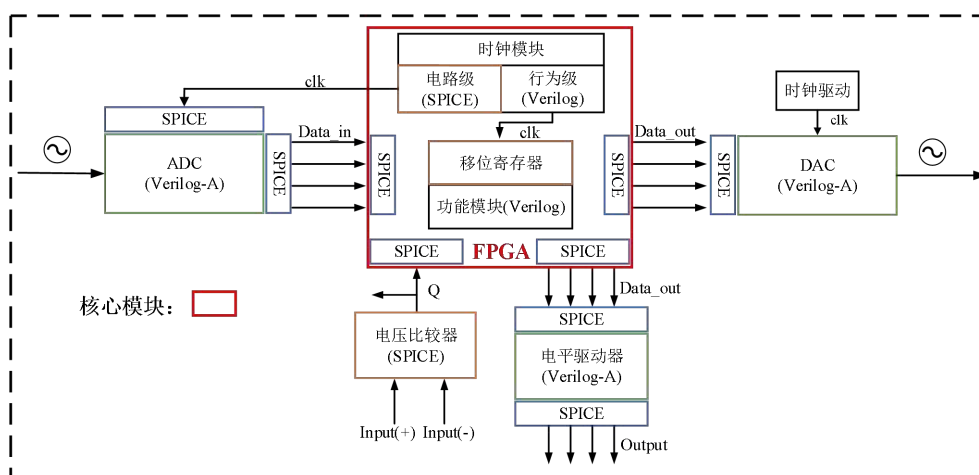 时钟模块
电路级
(SPICE)
行为级
(Verilog)
clk
clk
SPICE
ADC
(Verilog-A)
SPICE
Data_in
SPICE
移位寄存器
功能模块(Verilog)
SPICE
Data_out
SPICE
时钟驱动
clk
DAC
(Verilog-A)
SPICE
FPGA
SPICE
核心模块：
Q
电压比较器
(SPICE)
Input(+)
Input(-)
Data_out
SPICE
电平驱动器
(Verilog-A)
SPICE
Output